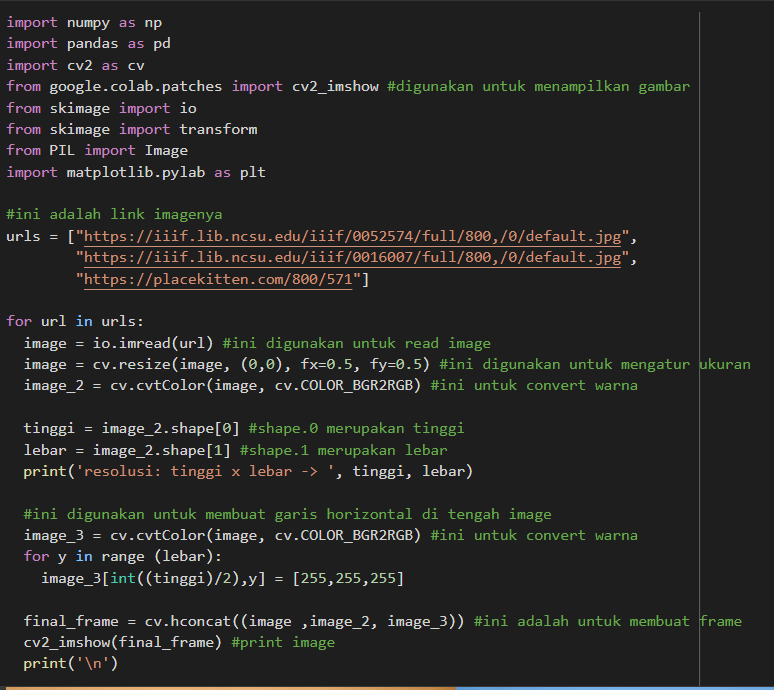 import numpy as np
import pandas as pd
import cv2 as cv
from google.colab.patches import cv2_imshow #digunakan untuk menampilkan gambar
from skimage import io
from skimage import transform
from PIL import Image
import matplotlib.pylab as plt

#ini adalah link imagenya
urls = ["https://iiif.lib.ncsu.edu/iiif/0052574/full/800,/0/default.jpg",
        "https://iiif.lib.ncsu.edu/iiif/0016007/full/800,/0/default.jpg",
        "https://placekitten.com/800/571"]

for url in urls:
  image = io.imread(url) #ini digunakan untuk read image
  image = cv.resize(image, (0,0), fx=0.5, fy=0.5) #ini digunakan untuk mengatur ukuran
  image_2 = cv.cvtColor(image, cv.COLOR_BGR2RGB) #ini untuk convert warna

  tinggi = image_2.shape[0] #shape.0 merupakan tinggi
  lebar = image_2.shape[1] #shape.1 merupakan lebar
  print('resolusi: tinggi x lebar -> ', tinggi, lebar)

  #ini digunakan untuk membuat garis horizontal di tengah image
  image_3 = cv.cvtColor(image, cv.COLOR_BGR2RGB) #ini untuk convert warna
  for y in range (lebar):
    image_3[int((tinggi)/2),y] = [255,255,255]

  final_frame = cv.hconcat((image ,image_2, image_3)) #ini adalah untuk membuat frame
  cv2_imshow(final_frame) #print image
  print('\n')